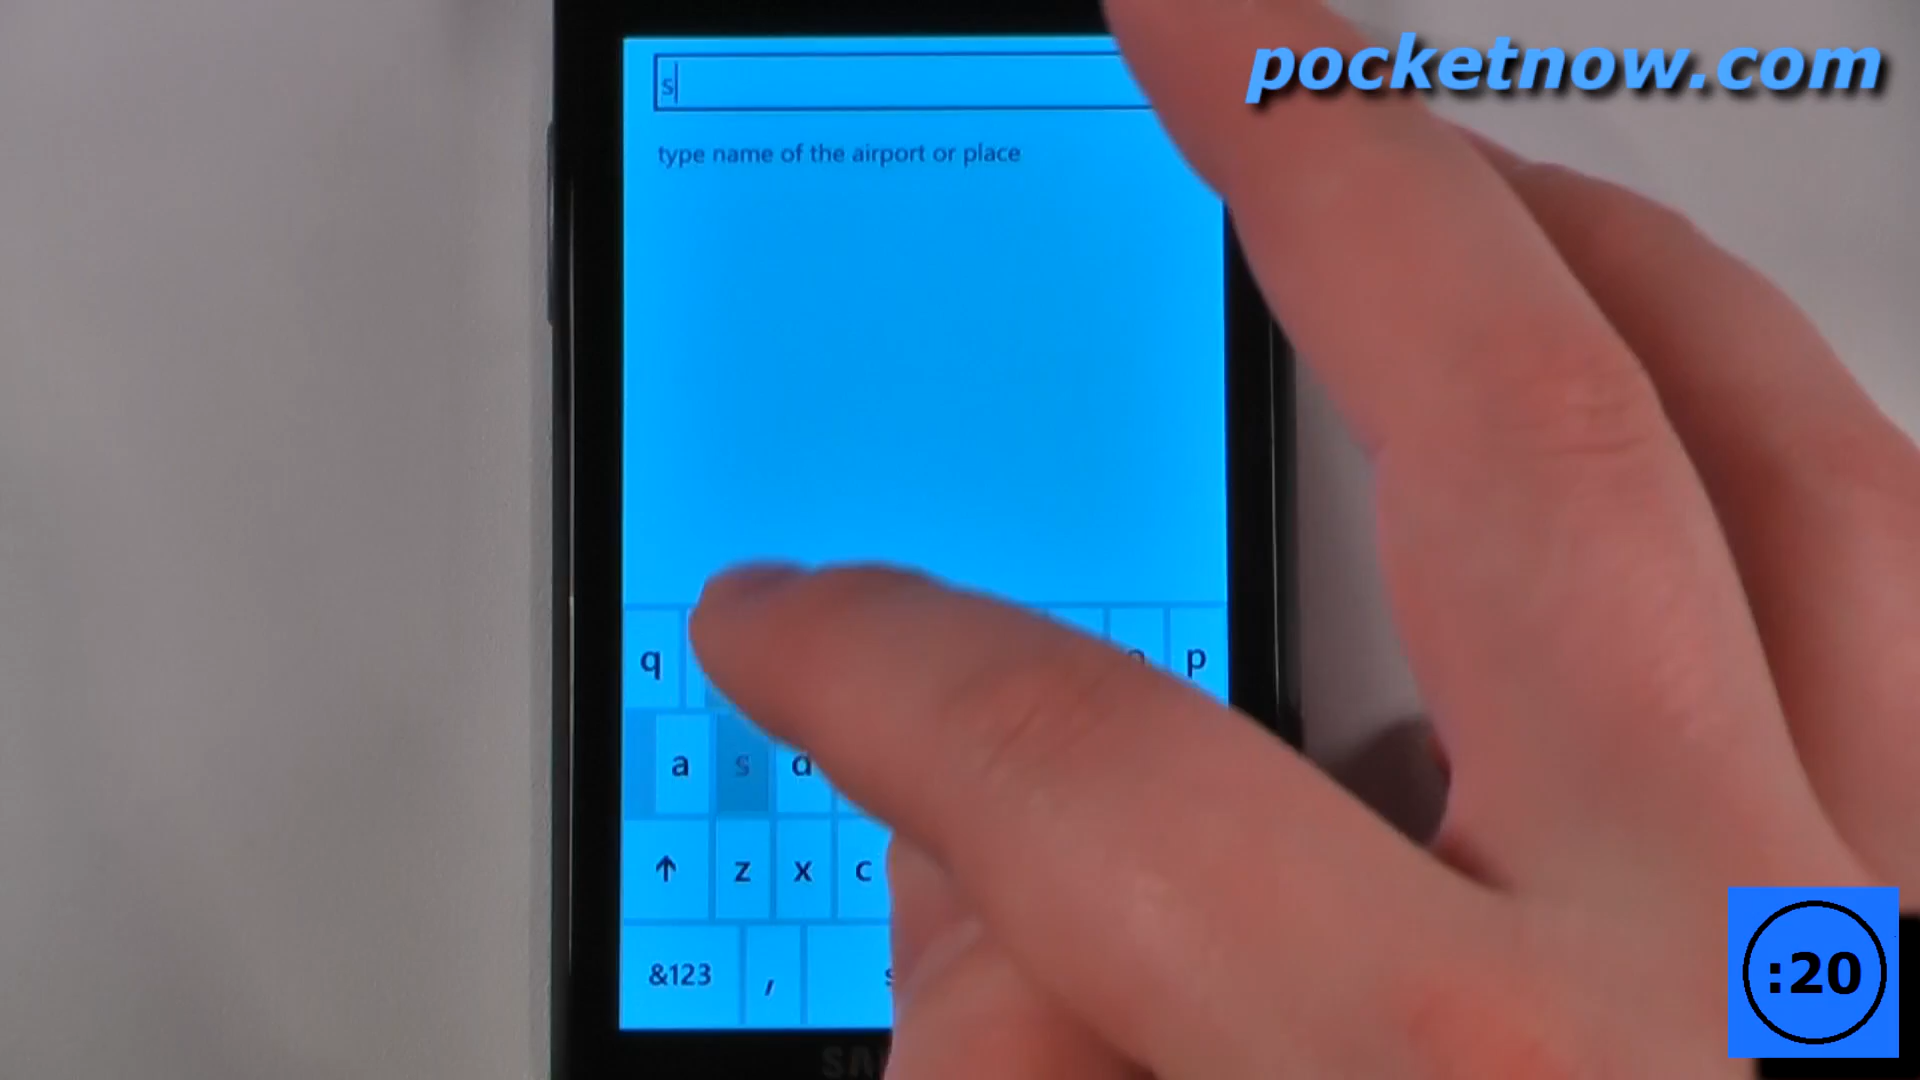 pocketnow.com
s
type name of the airport or place
q p
a s d
z x c
&123 ,
:20